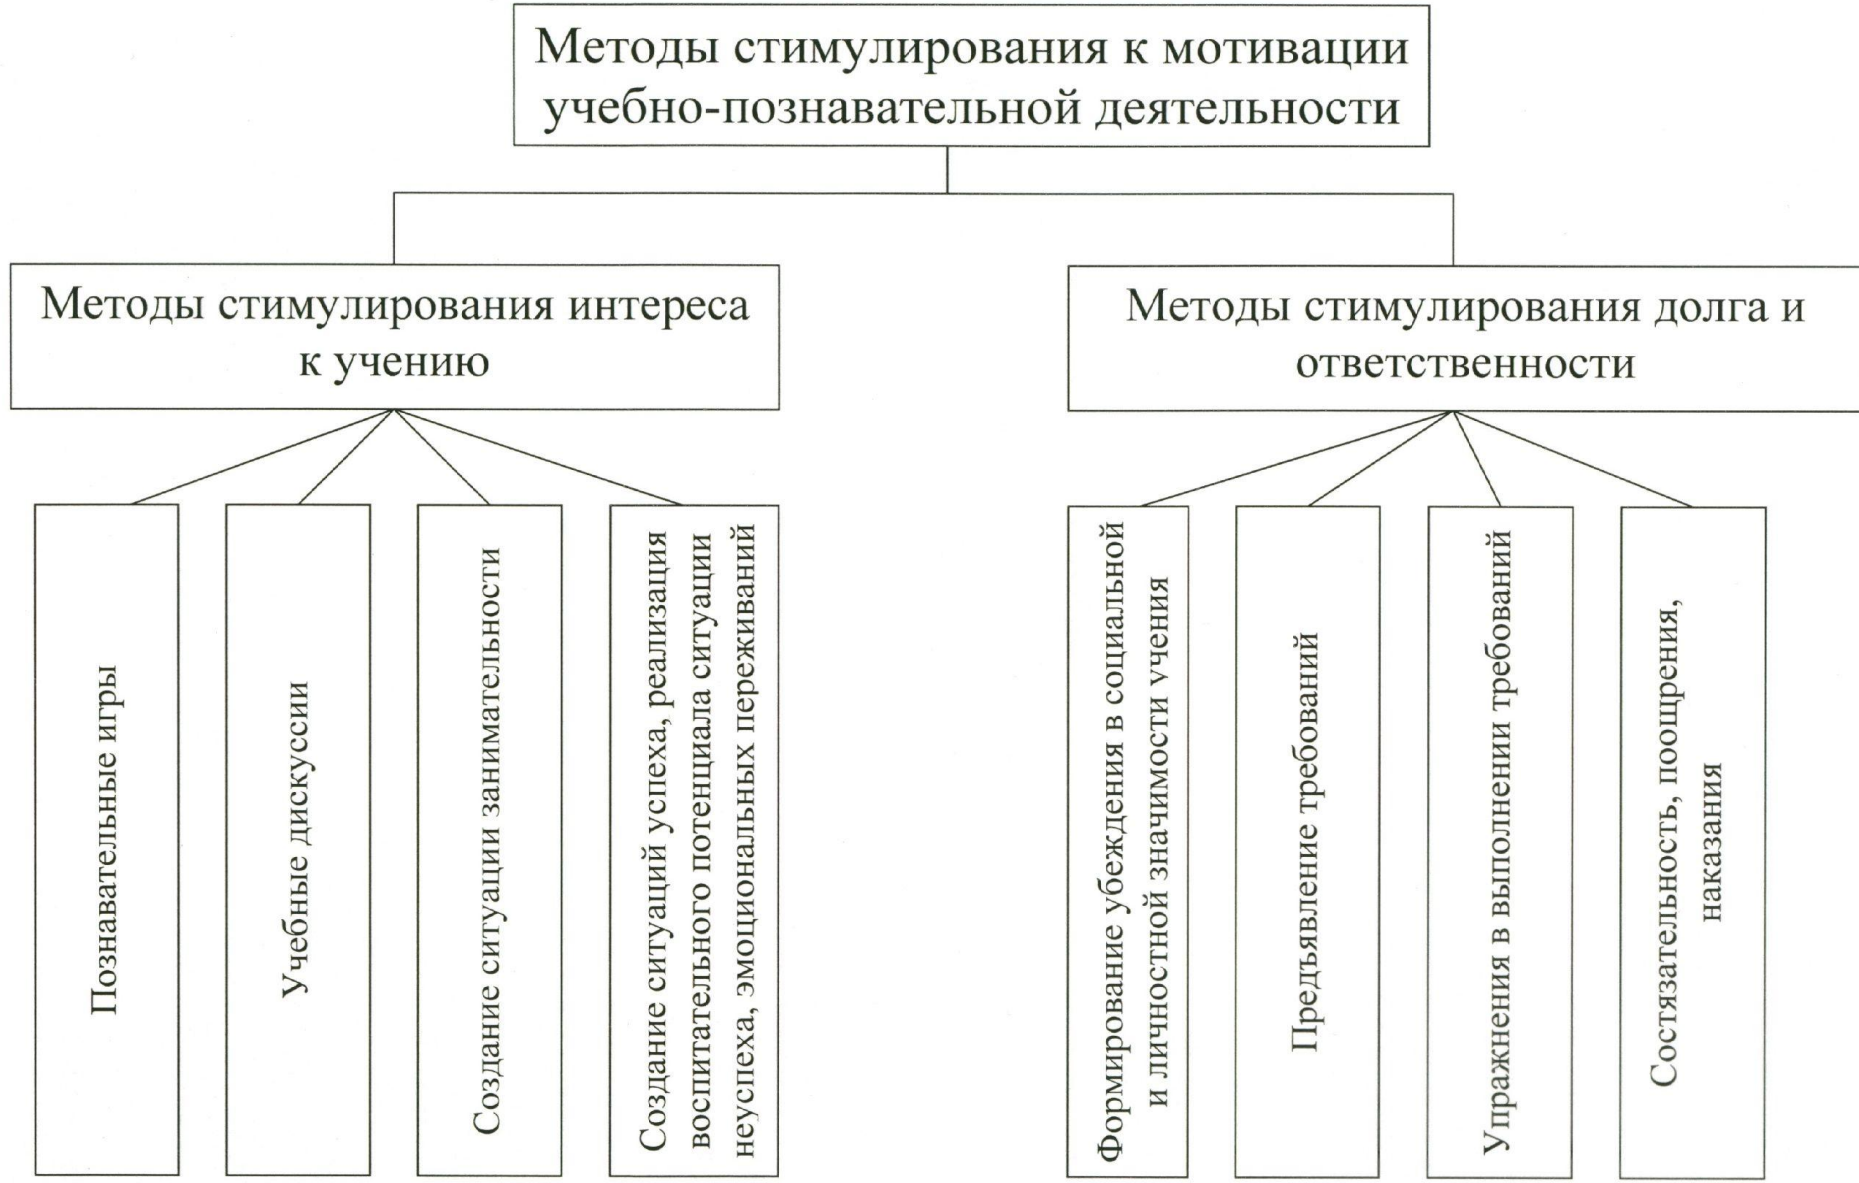 Методы стимулирования к мотивации
учебно-познавательной деятельности
Методы стимулирования интереса
к учению
Методы стимулирования долга и
ответственности
Познавательные игры
Учебные дискуссии
Создание ситуации занимательности
Создание ситуаций успеха, реализация
воспитательного потенциала ситуации
неуспеха, эмоциональных переживаний
Формирование убеждения в социальной
и личностной значимости учения
Предъявление требований
Упражнения в выполнении требований
Состязательность, поощрения,
наказания